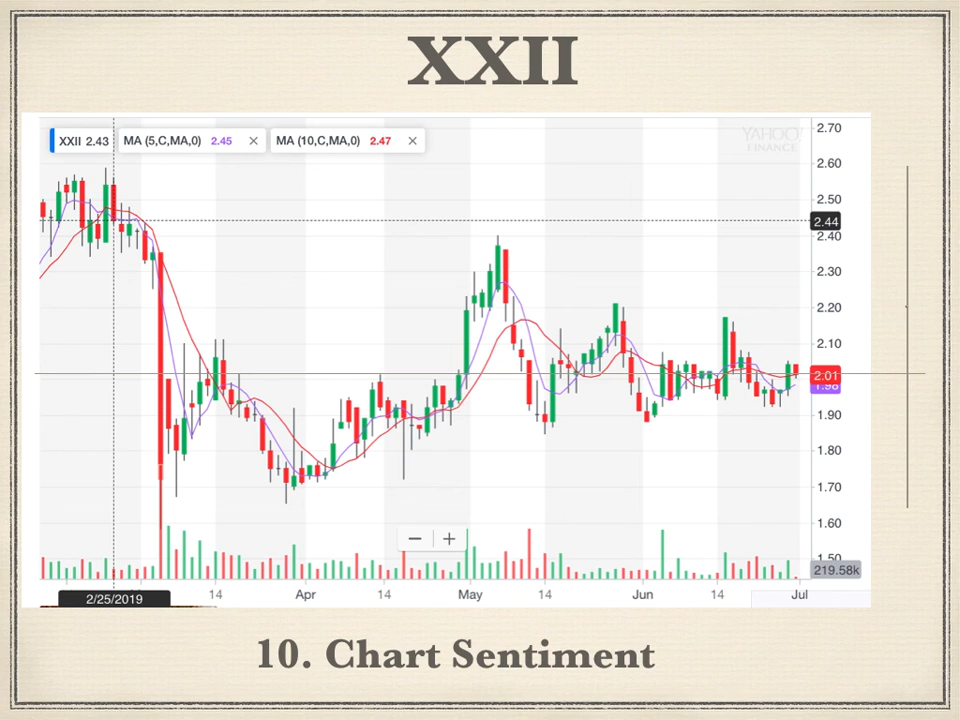 XXII
XXII 2.43 MA (5,C,MA,0) 2.45 × MA (10,C,MA,0) 2.47 ×
YAHOO!
FINANCE
2.70
2.60
2.50
2.44
2.40
2.30
2.20
2.10
2.01
1.98
1.90
1.80
1.70
1.60
1.50
219.58k
− +
2/25/2019 14 Apr 14 May 14 Jun 14 Jul
10. Chart Sentiment